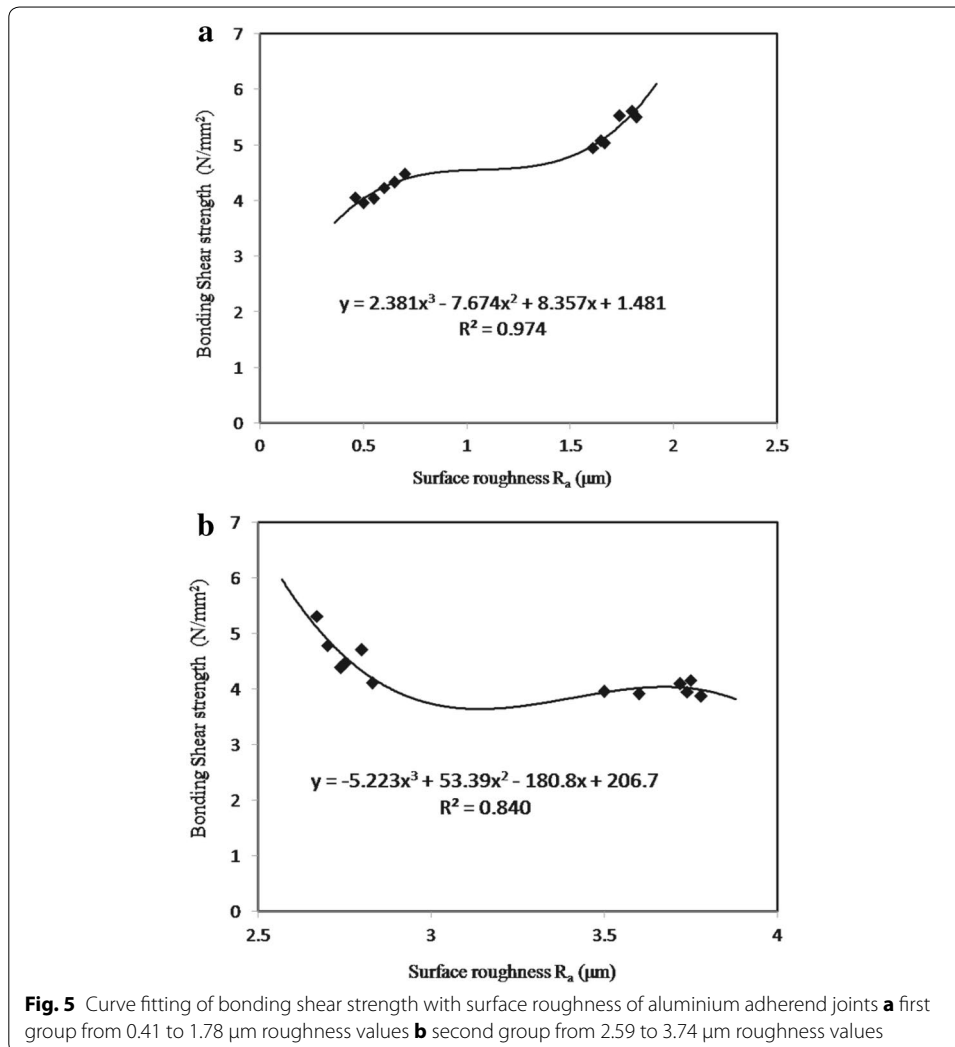 a
7
6
5
4
3
2
1
0
Bonding Shear strength (N/mm²)
y = 2.381x³ - 7.674x² + 8.357x + 1.481
R² = 0.974
0 0.5 1 1.5 2 2.5
Surface roughness Rₐ (µm)
b
7
6
5
4
3
2
1
0
Bonding Shear strength (N/mm²)
y = -5.223x³ + 53.39x² - 180.8x + 206.7
R² = 0.840
2.5 3 3.5 4
Surface roughness Rₐ (µm)
Fig. 5 Curve fitting of bonding shear strength with surface roughness of aluminium adherend joints a first
group from 0.41 to 1.78 µm roughness values b second group from 2.59 to 3.74 µm roughness values